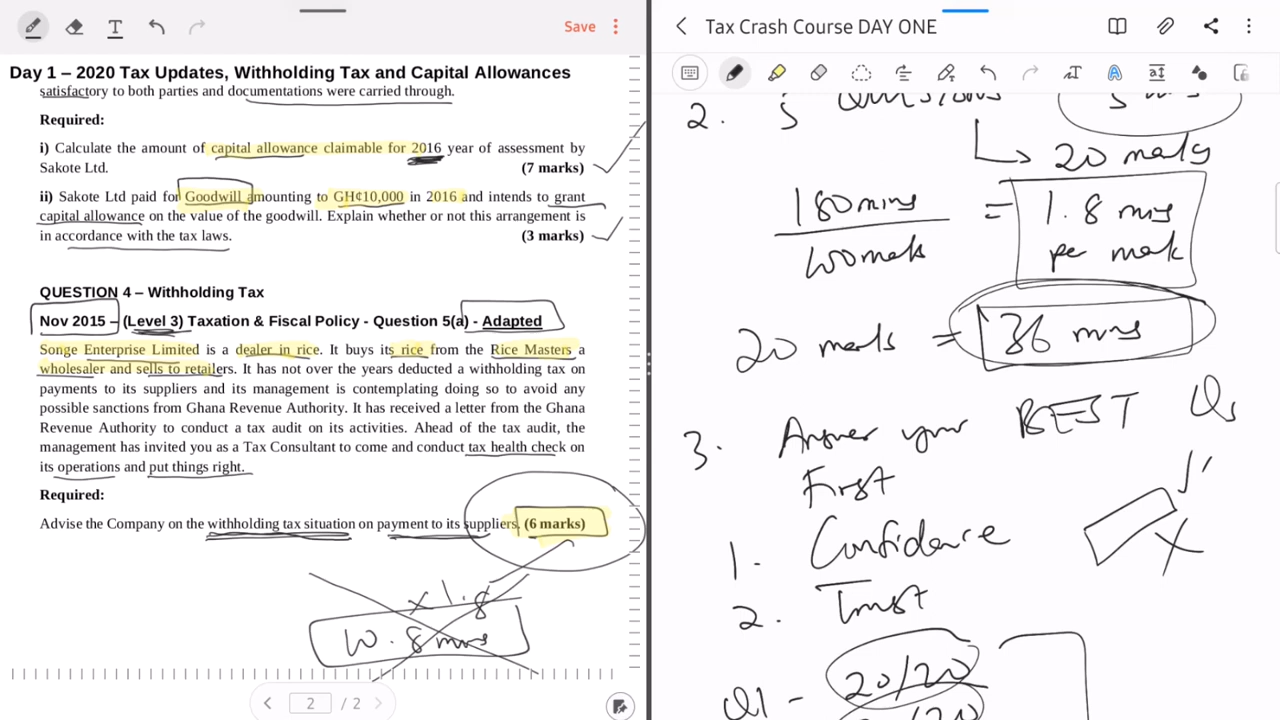 Save
Day 1 – 2020 Tax Updates, Withholding Tax and Capital Allowances
satisfactory to both parties and documentations were carried through.
Required:
i) Calculate the amount of capital allowance claimable for 2016 year of assessment by
Sakote Ltd. (7 marks)
ii) Sakote Ltd paid for Goodwill amounting to GH¢10,000 in 2016 and intends to grant
capital allowance on the value of the goodwill. Explain whether or not this arrangement is
in accordance with the tax laws. (3 marks)
QUESTION 4 – Withholding Tax
Nov 2015 – (Level 3) Taxation & Fiscal Policy - Question 5(a) - Adapted
Songe Enterprise Limited is a dealer in rice. It buys its rice from the Rice Masters a
wholesaler and sells to retailers. It has not over the years deducted a withholding tax on
payments to its suppliers and its management is contemplating doing so to avoid any
possible sanctions from Ghana Revenue Authority. It has received a letter from the Ghana
Revenue Authority to conduct a tax audit on its activities. Ahead of the tax audit, the
management has invited you as a Tax Consultant to come and conduct tax health check on
its operations and put things right.
Required:
Advise the Company on the withholding tax situation on payment to its suppliers. (6 marks)
x 1.8
10.8 mins
2 / 2
Tax Crash Course DAY ONE
2. 5 Questions
20 marks
180 mins
100 marks
= 1.8 mins
per mark
20 marks = 36 mins
3. Answer your BEST Qs
First
1. Confidence
2. Trust
Q1 - 20/20
/20